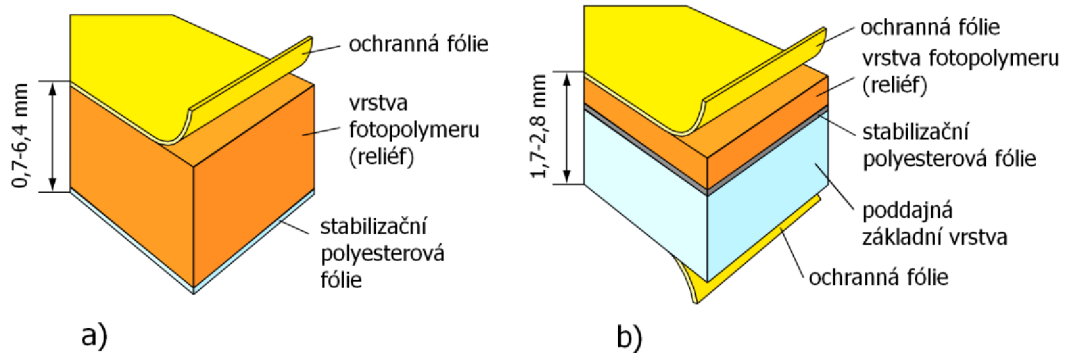 ochranná fólie
0,7-6,4 mm
vrstva
fotopolymeru
(reliéf)
stabilizační
polyesterová
fólie
a)
ochranná fólie
vrstva fotopolymeru
(reliéf)
1,7-2,8 mm
stabilizační
polyesterová fólie
poddajná
základní vrstva
ochranná fólie
b)